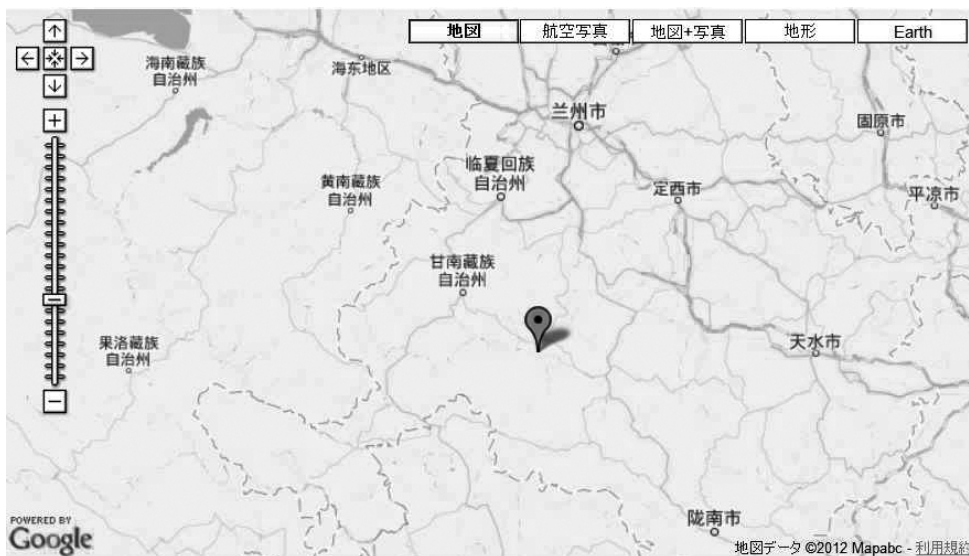 地図
航空写真
地図+写真
地形
Earth
海南藏族
自治州
海东地区
兰州市
固原市
临夏回族
自治州
黄南藏族
自治州
定西市
平凉市
甘南藏族
自治州
果洛藏族
自治州
天水市
陇南市
POWERED BY
Google
地図データ ©2012 Mapabc - 利用規約